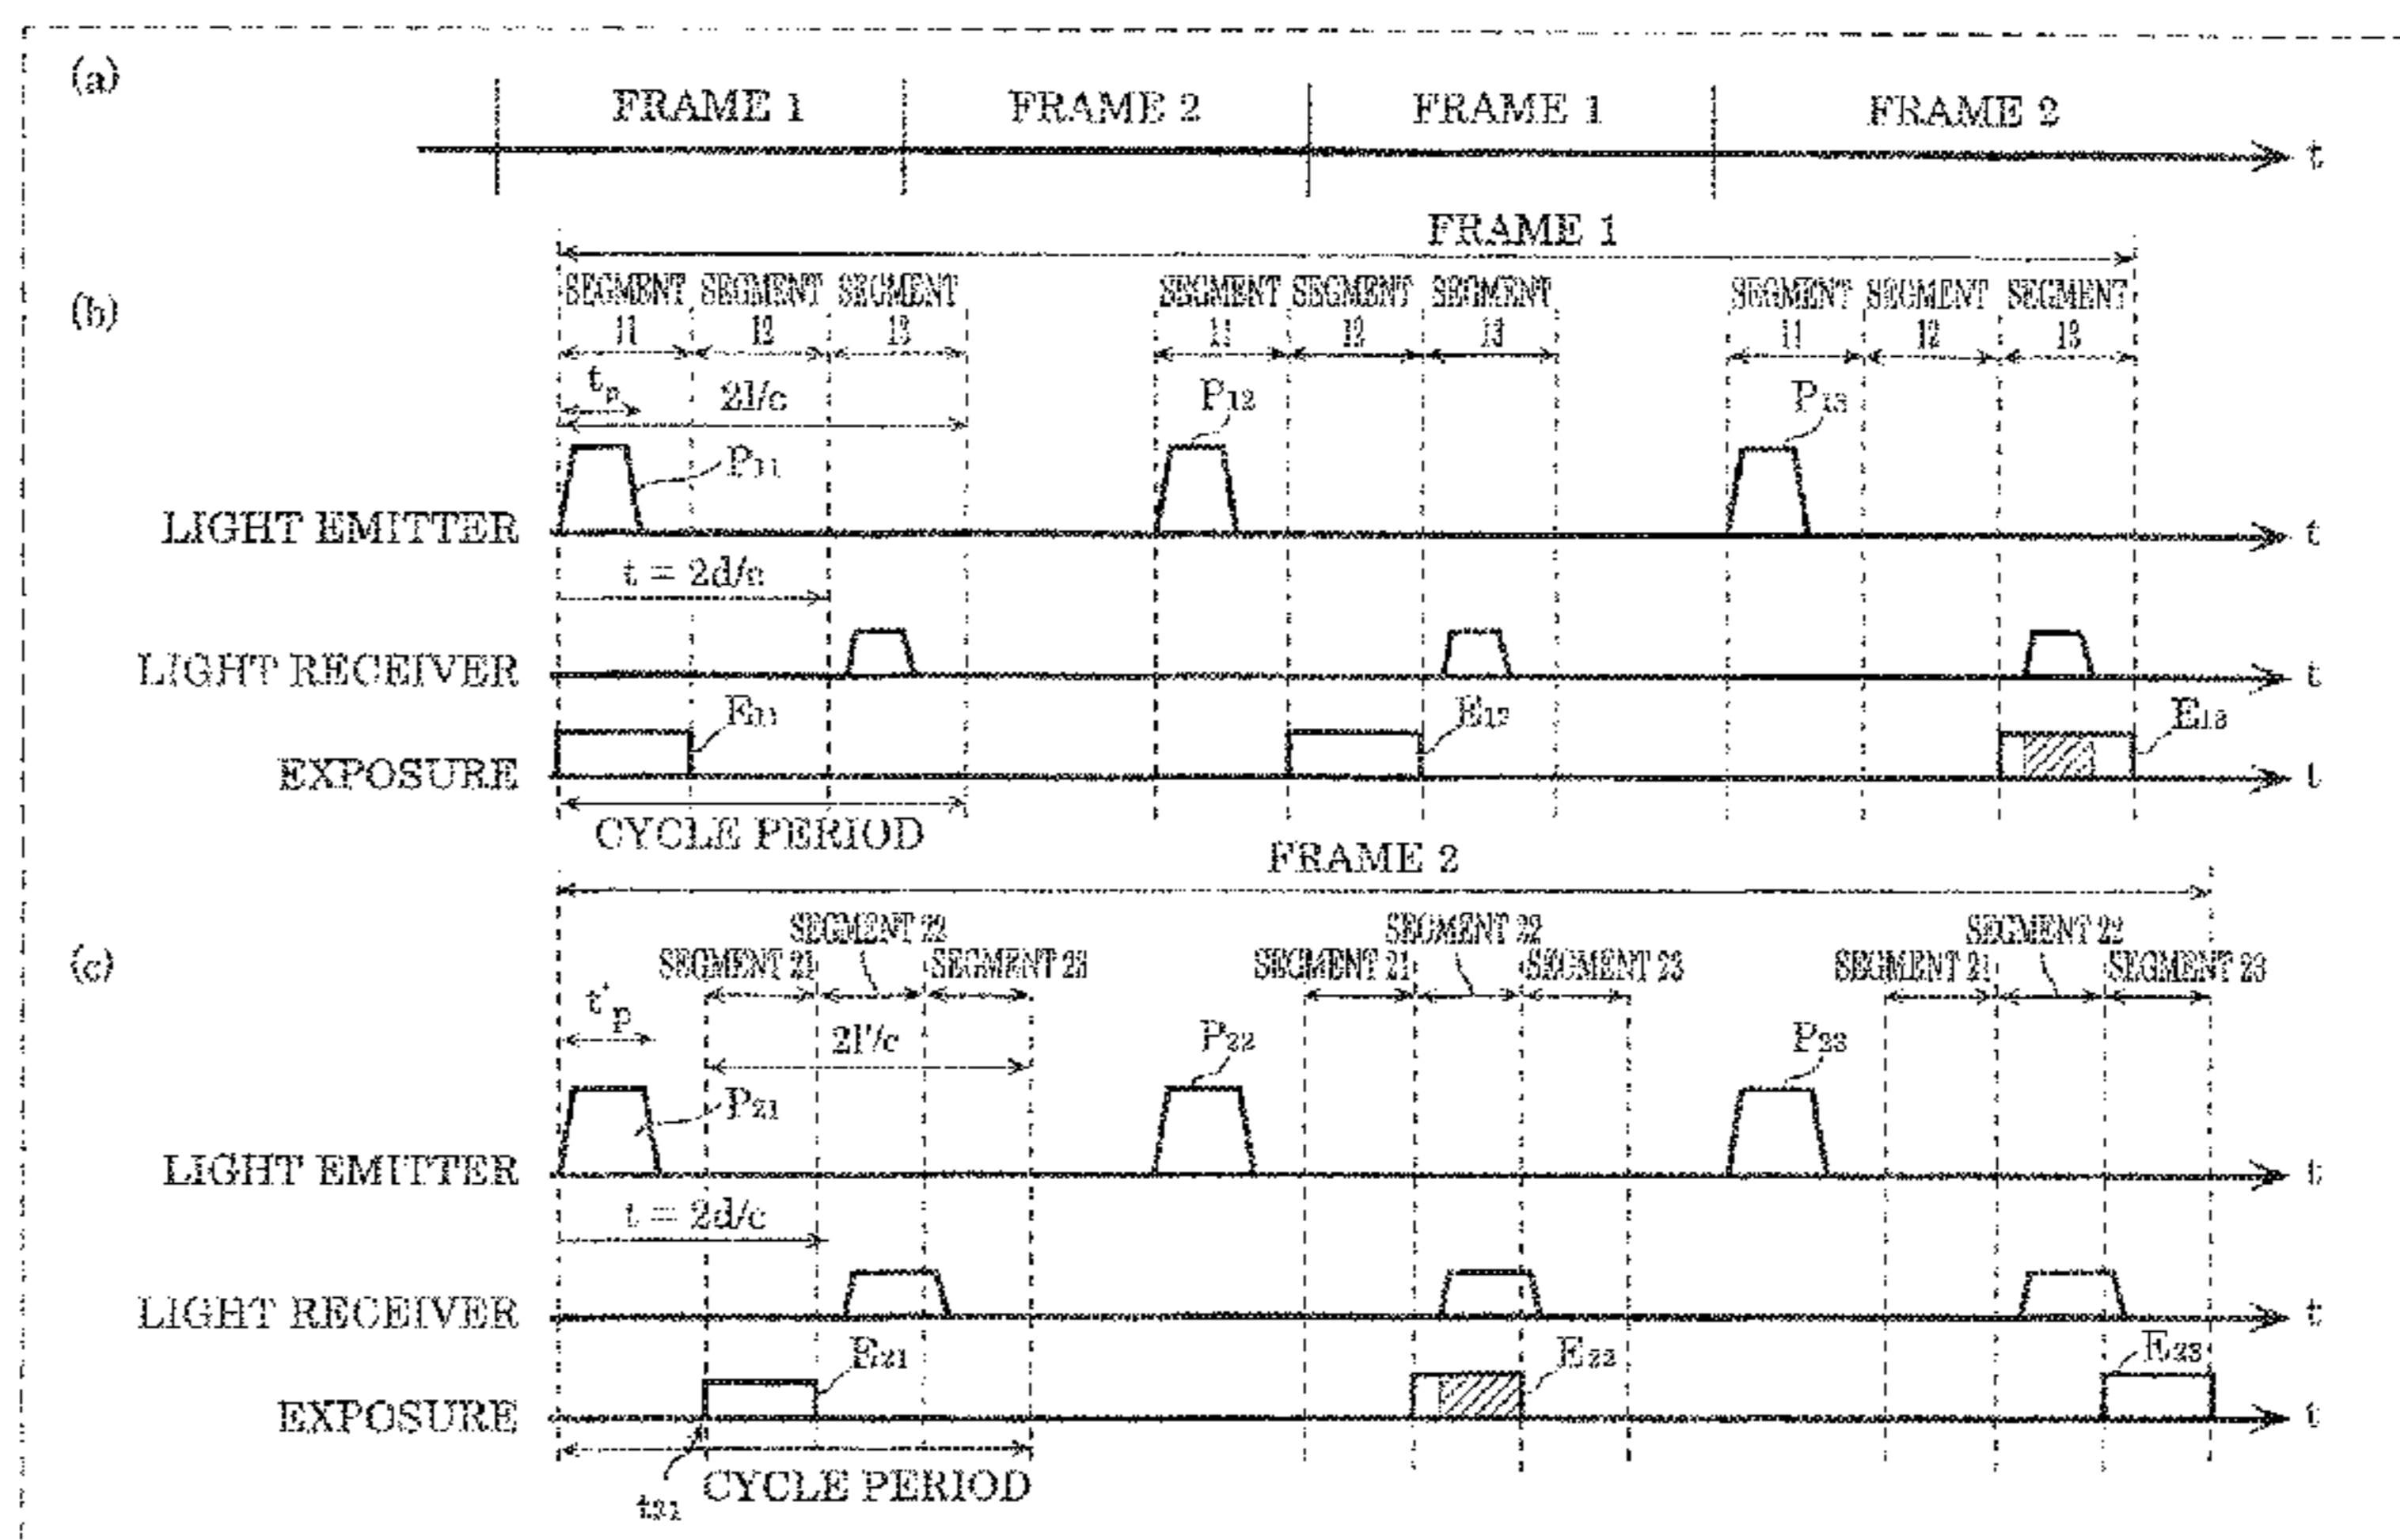 (a)
FRAME 1 FRAME 2 FRAME 1 FRAME 2
t
FRAME 1
(b)
SEGMENT 11 SEGMENT 12 SEGMENT 13 SEGMENT 11 SEGMENT 12 SEGMENT 13 SEGMENT 11 SEGMENT 12 SEGMENT 13
tp 2l/c P12 P13
P11
LIGHT EMITTER t
t = 2d/c
LIGHT RECEIVER t
E11 E12 E13
EXPOSURE t
CYCLE PERIOD
FRAME 2
(c)
SEGMENT 22 SEGMENT 22 SEGMENT 22
SEGMENT 21 SEGMENT 23 SEGMENT 21 SEGMENT 23 SEGMENT 21 SEGMENT 23
t'p 2l'/c P22 P23
P21
LIGHT EMITTER t
t = 2d/c
LIGHT RECEIVER t
E21 E22 E23
EXPOSURE t
CYCLE PERIOD
t21